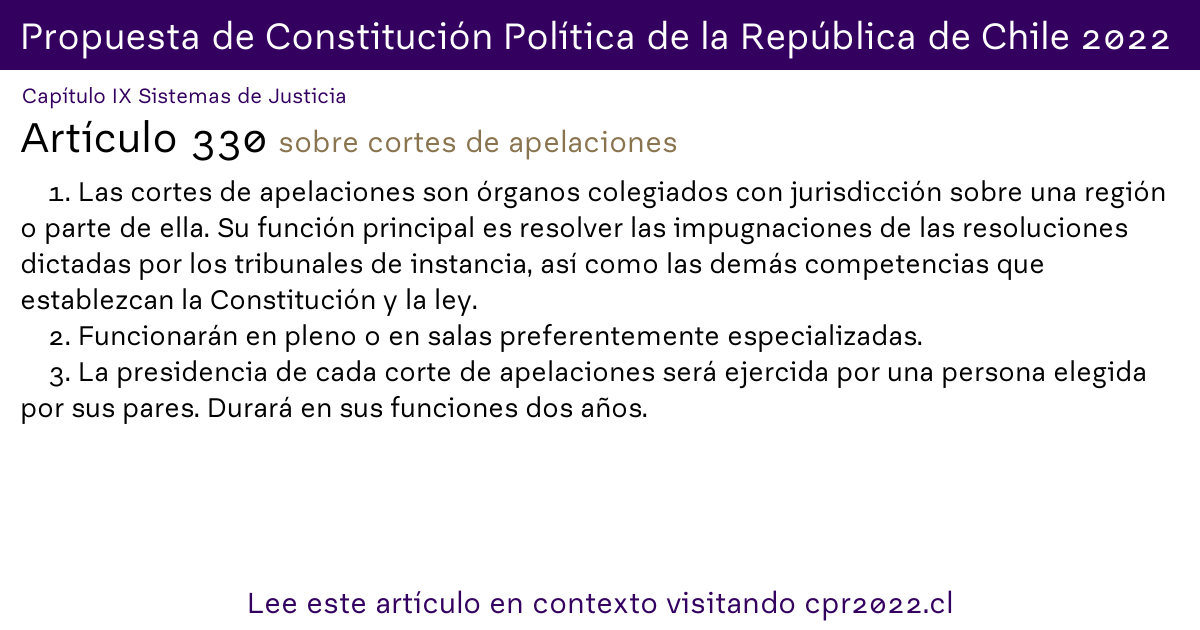 Propuesta de Constitución Política de la República de Chile 2022
Capítulo IX Sistemas de Justicia
Artículo 330 sobre cortes de apelaciones
1. Las cortes de apelaciones son órganos colegiados con jurisdicción sobre una región
o parte de ella. Su función principal es resolver las impugnaciones de las resoluciones
dictadas por los tribunales de instancia, así como las demás competencias que
establezcan la Constitución y la ley.
2. Funcionarán en pleno o en salas preferentemente especializadas.
3. La presidencia de cada corte de apelaciones será ejercida por una persona elegida
por sus pares. Durará en sus funciones dos años.
Lee este artículo en contexto visitando cpr2022.cl